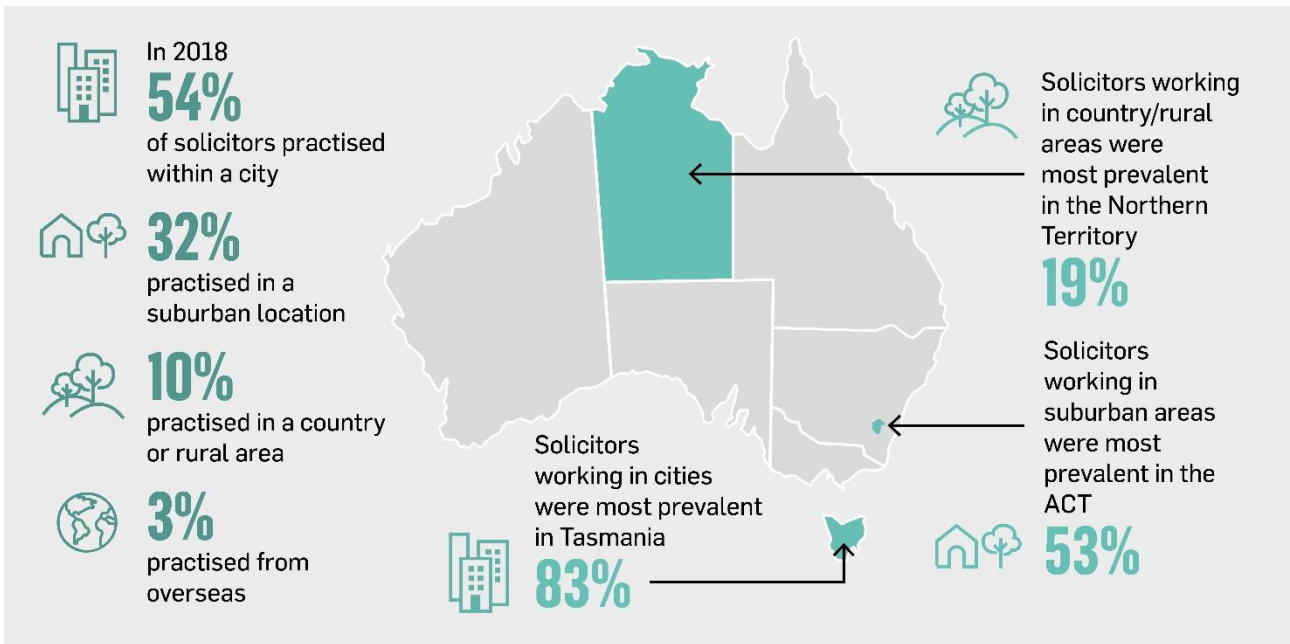 In 2018
54%
of solicitors practised
within a city
32%
practised in a
suburban location
10%
practised in a country
or rural area
3%
practised from
overseas
Solicitors
working in cities
were most prevalent
in Tasmania
83%
Solicitors working
in country/rural
areas were
most prevalent
in the Northern
Territory
19%
Solicitors
working in
suburban areas
were most
prevalent in the
ACT
53%